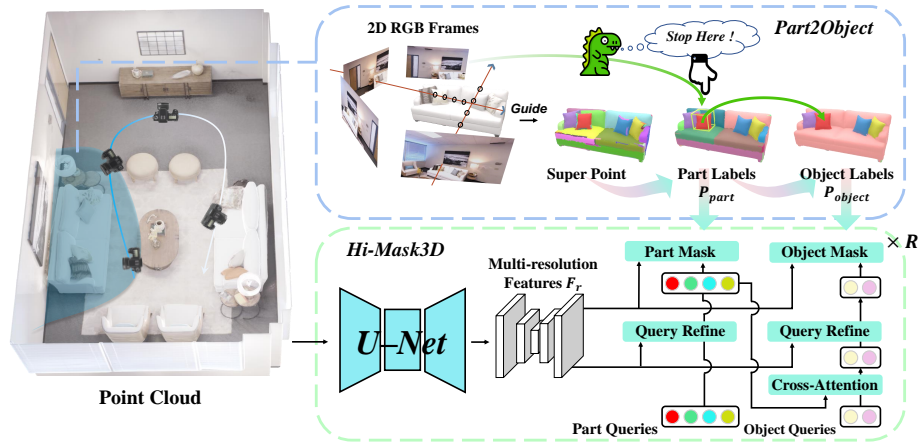 2D RGB Frames
Stop Here !
Part2Object
Guide
Super Point
Part Labels
P_part
Object Labels
P_object
Hi-Mask3D
× R
Multi-resolution
Features F_r
Part Mask
Object Mask
U-Net
Query Refine
Query Refine
Cross-Attention
Point Cloud
Part Queries
Object Queries